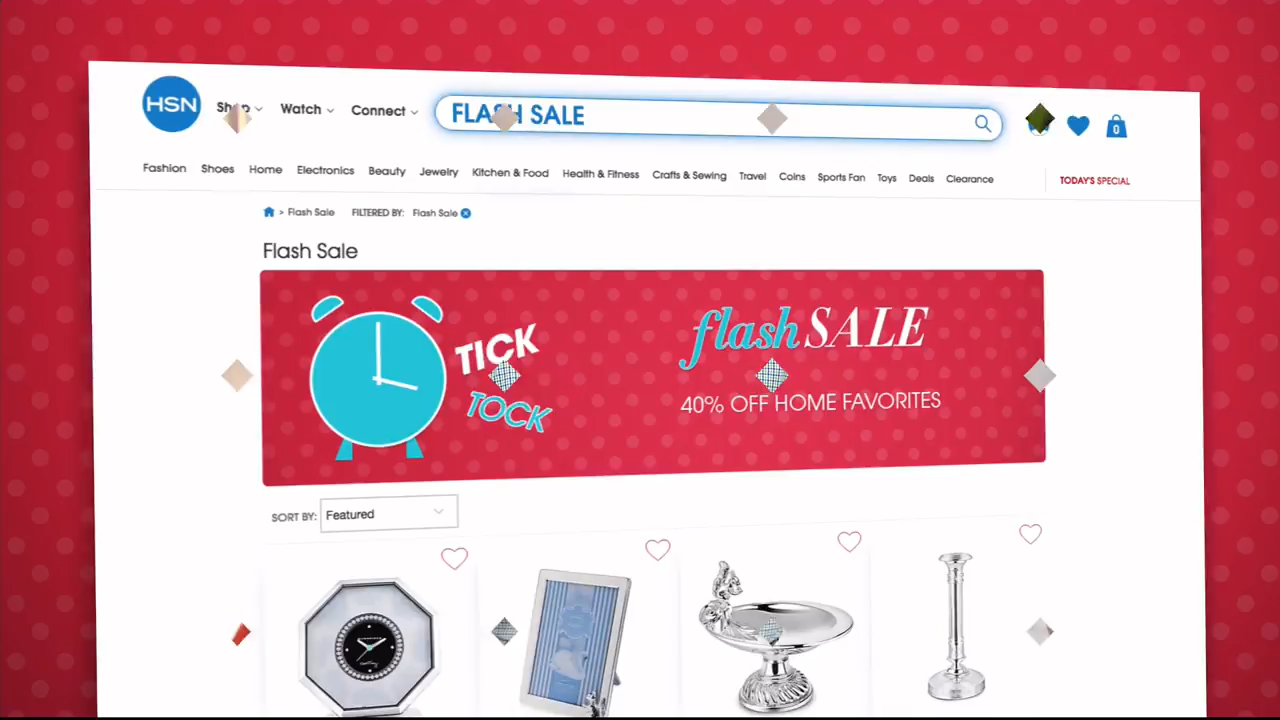 HSN
Shop Watch Connect
FLASH SALE
0
Fashion Shoes Home Electronics Beauty Jewelry Kitchen & Food Health & Fitness Crafts & Sewing Travel Coins Sports Fan Toys Deals Clearance TODAY'S SPECIAL
> Flash Sale FILTERED BY: Flash Sale
Flash Sale
TICK
TOCK
flash SALE
40% OFF HOME FAVORITES
SORT BY: Featured